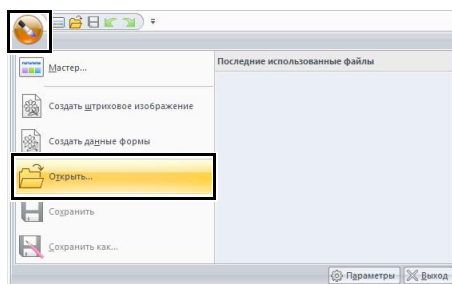 Последние использованные файлы
Мастер...
Создать штриховое изображение
Создать данные формы
Открыть...
Сохранить
Сохранить как...
Параметры
Выход